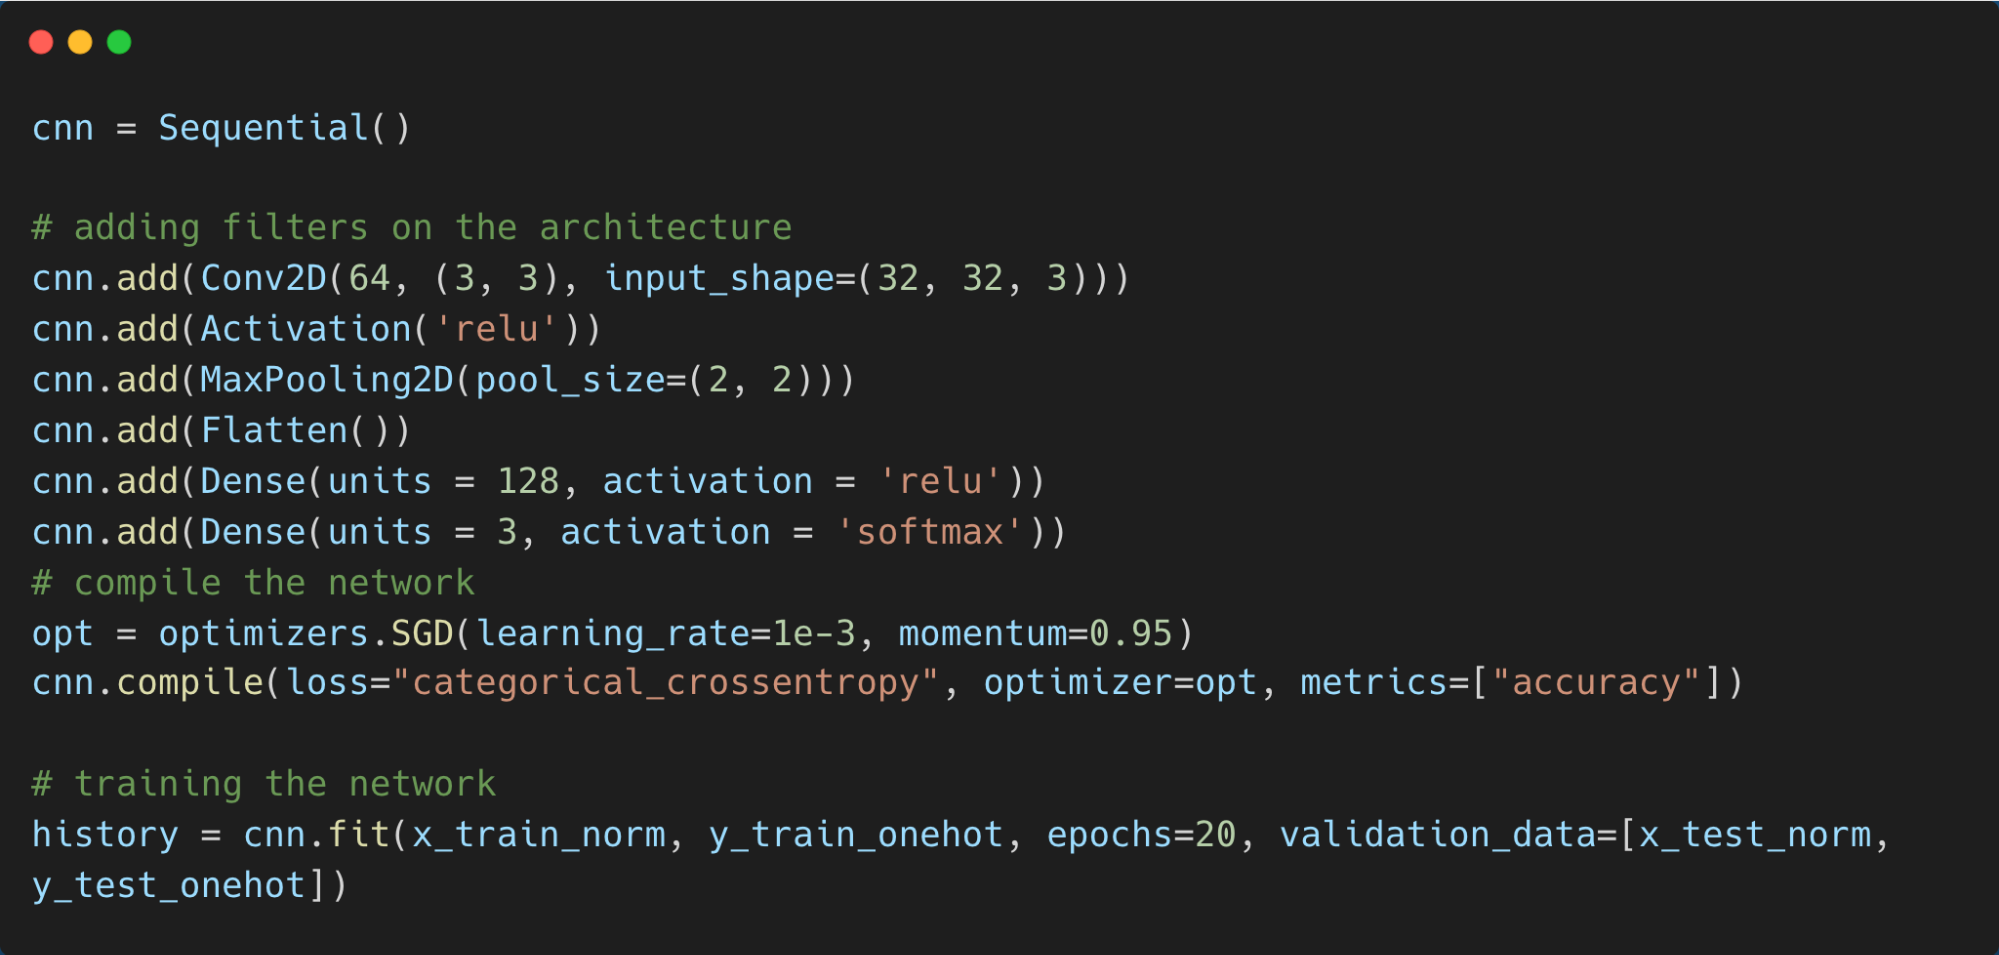 cnn = Sequential()
# adding filters on the architecture
cnn.add(Conv2D(64, (3, 3), input_shape=(32, 32, 3)))
cnn.add(Activation('relu'))
cnn.add(MaxPooling2D(pool_size=(2, 2)))
cnn.add(Flatten())
cnn.add(Dense(units = 128, activation = 'relu'))
cnn.add(Dense(units = 3, activation = 'softmax'))
# compile the network
opt = optimizers.SGD(learning_rate=1e-3, momentum=0.95)
cnn.compile(loss="categorical_crossentropy", optimizer=opt, metrics=["accuracy"])
# training the network
history = cnn.fit(x_train_norm, y_train_onehot, epochs=20, validation_data=[x_test_norm,
y_test_onehot])